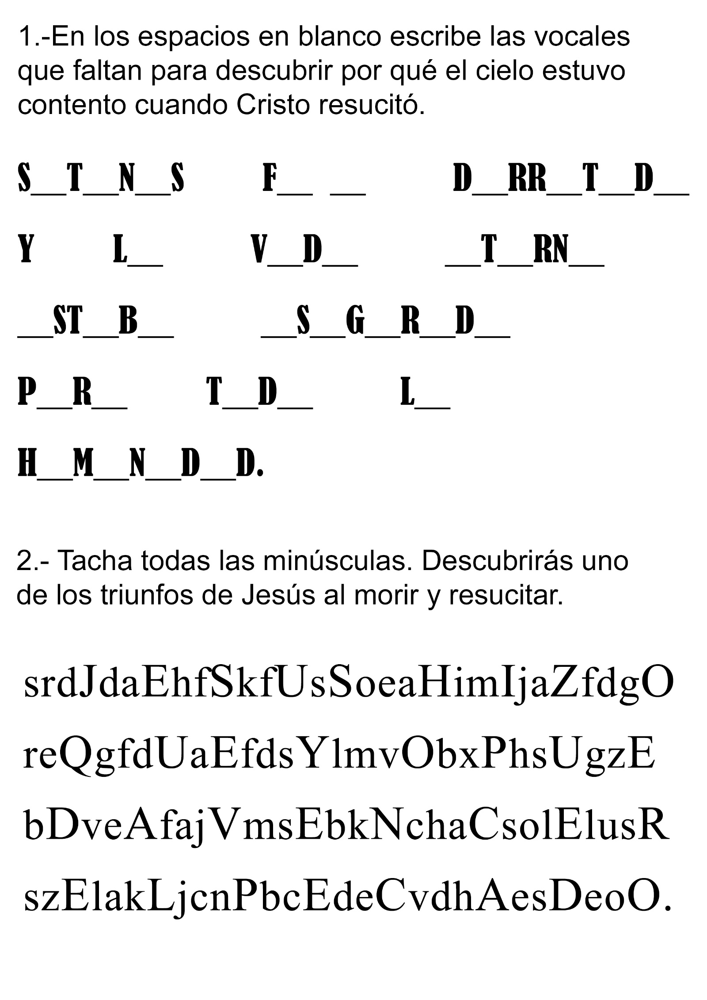 1.-En los espacios en blanco escribe las vocales
que faltan para descubrir por qué el cielo estuvo
contento cuando Cristo resucitó.
S__T__N__S F__ __ D__RR__T__D__
Y L__ V__D__ __T__RN__
__ST__B__ __S__G__R__D__
P__R__ T__D__ L__
H__M__N__D__D.
2.- Tacha todas las minúsculas. Descubrirás uno
de los triunfos de Jesús al morir y resucitar.
srdJdaEhfSkfUsSoeaHimIjaZfdgO
reQgfdUaEfdsYlmvObxPhsUgzE
bDveAfajVmsEbkNchaCsolElusR
szElakLjcnPbcEdeCvdhAesDeoO.